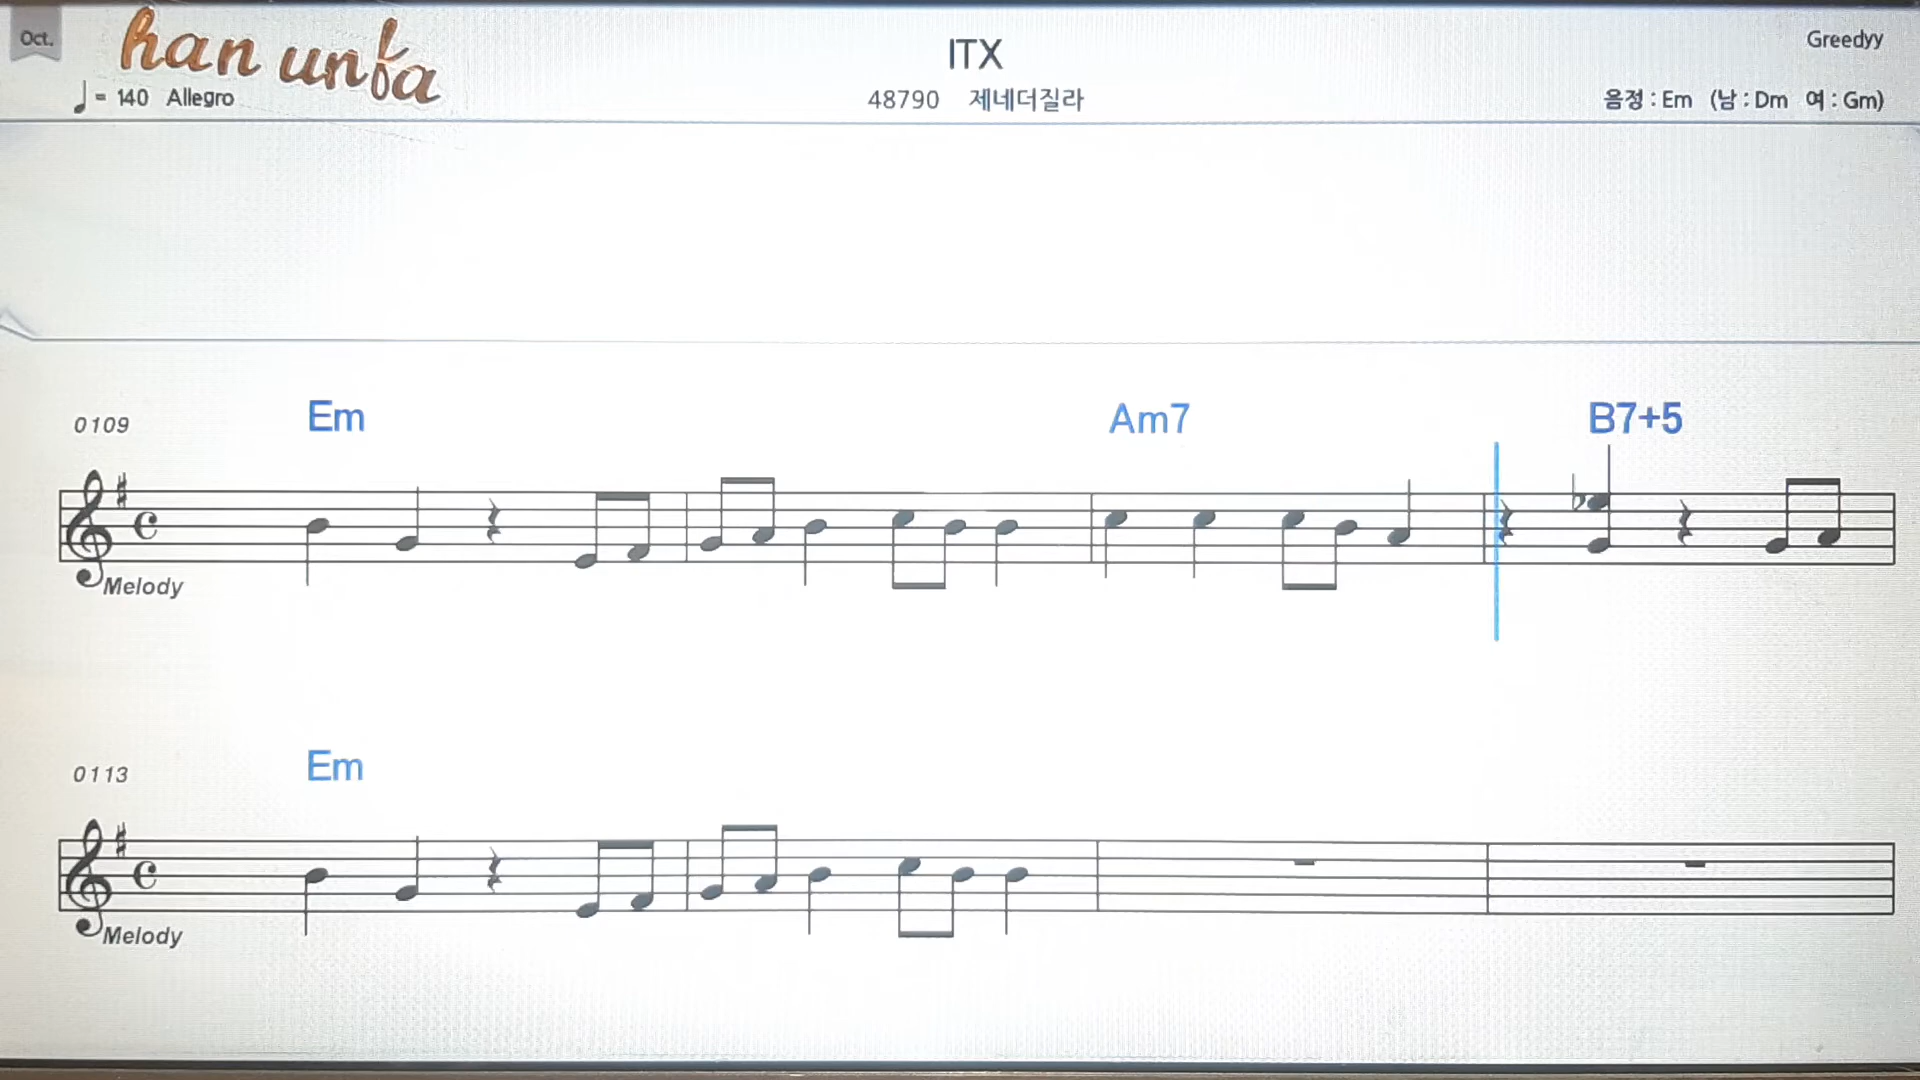 Oct.
han unfa
ITX
Greedyy
= 140 Allegro
48790 제네더질라
음정 : Em (남 : Dm 여 : Gm)
0109
Em
Am7
B7+5
Melody
0113
Em
Melody